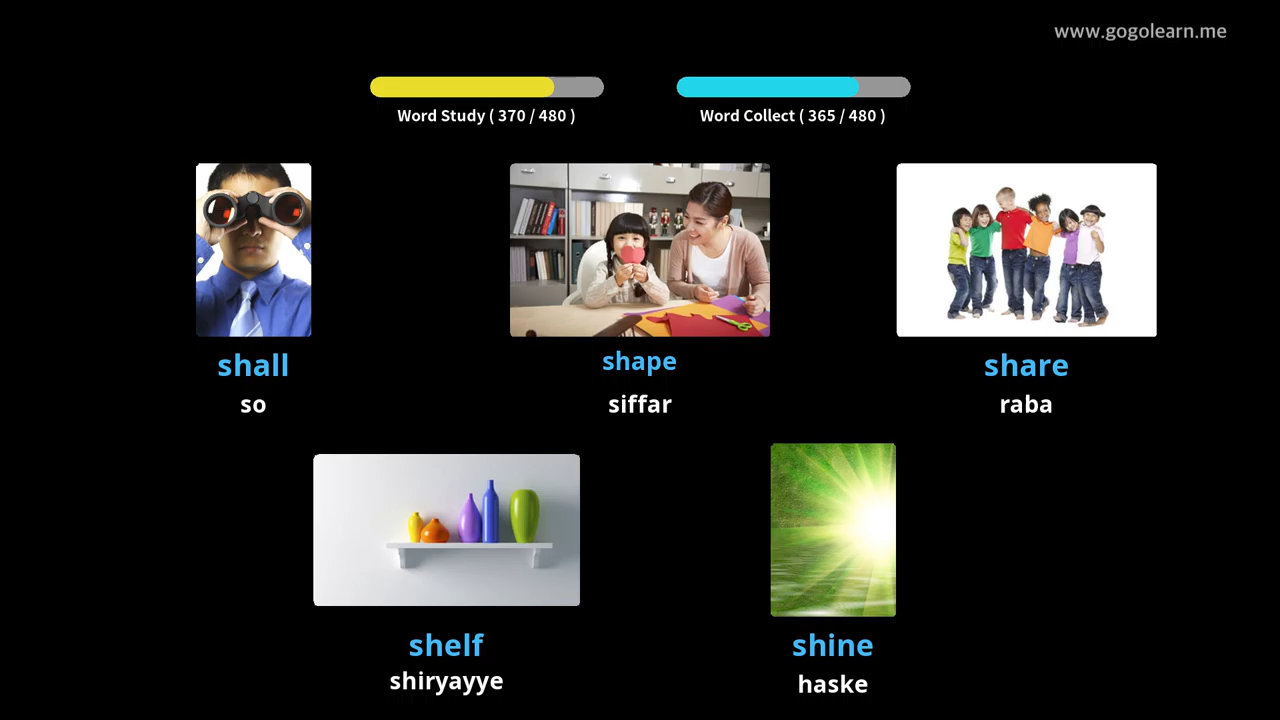 www.gogolearn.me
Word Study ( 370 / 480 )
Word Collect ( 365 / 480 )
shall
shape
share
so
siffar
raba
shelf
shine
shiryayye
haske